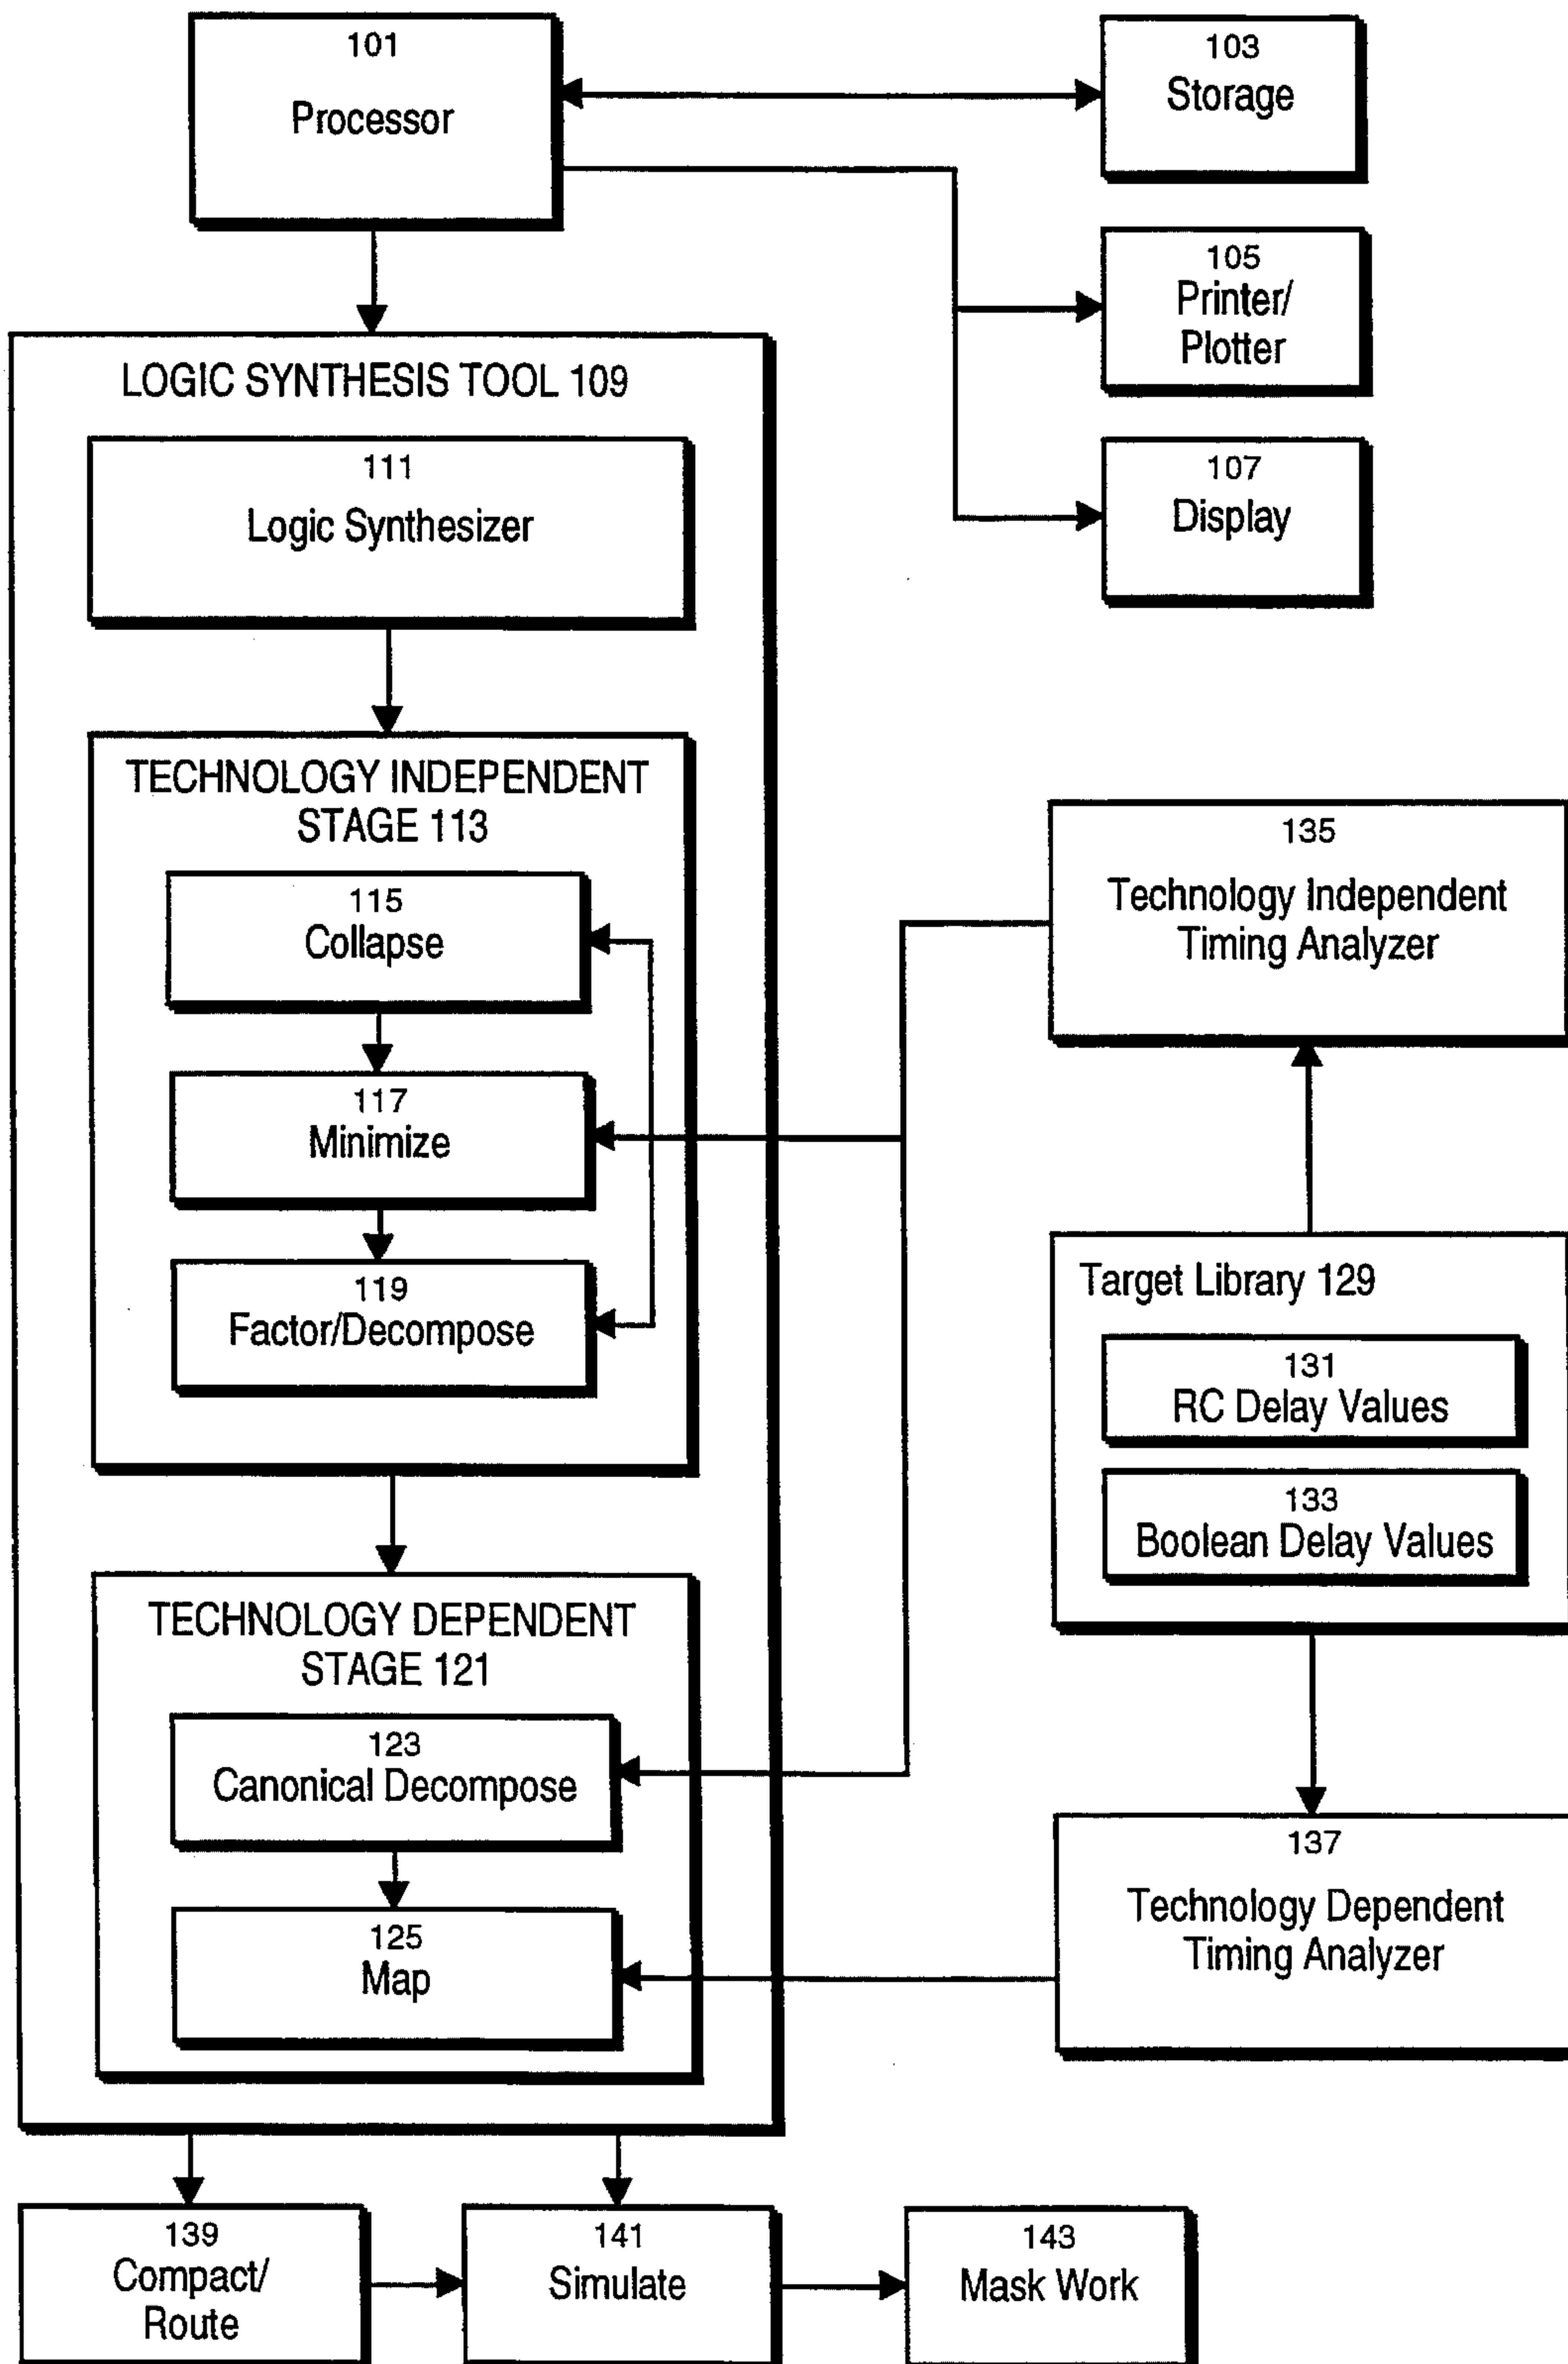 101
Processor
103
Storage
105
Printer/
Plotter
107
Display
LOGIC SYNTHESIS TOOL 109
111
Logic Synthesizer
TECHNOLOGY INDEPENDENT
STAGE 113
115
Collapse
117
Minimize
119
Factor/Decompose
TECHNOLOGY DEPENDENT
STAGE 121
123
Canonical Decompose
125
Map
135
Technology Independent
Timing Analyzer
Target Library 129
131
RC Delay Values
133
Boolean Delay Values
137
Technology Dependent
Timing Analyzer
139
Compact/
Route
141
Simulate
143
Mask Work